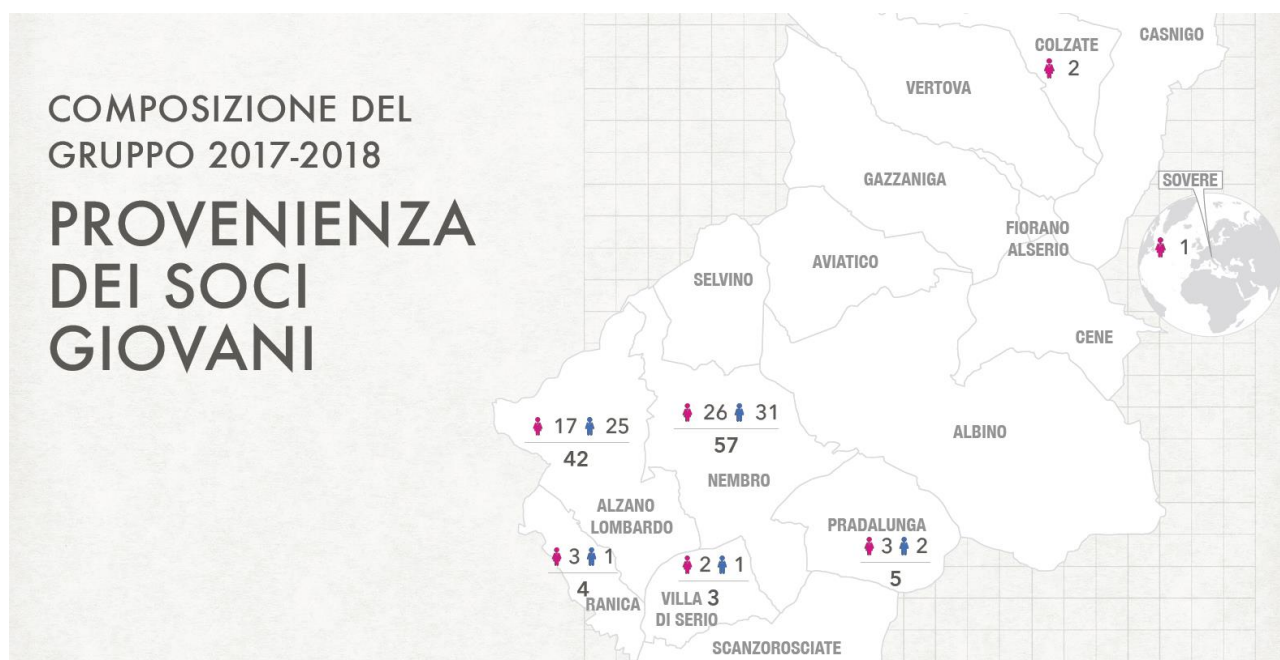 COMPOSIZIONE DEL
GRUPPO 2017-2018
PROVENIENZA
DEI SOCI
GIOVANI
CASNIGO
COLZATE
2
VERTOVA
GAZZANIGA
SOVERE
1
FIORANO
ALSERIO
AVIATICO
SELVINO
CENE
17 25
42
26 31
57
ALBINO
NEMBRO
ALZANO
LOMBARDO
PRADALUNGA
3 2
5
3 1
4
RANICA
2 1
3
VILLA
DI SERIO
SCANZOROSCIATE